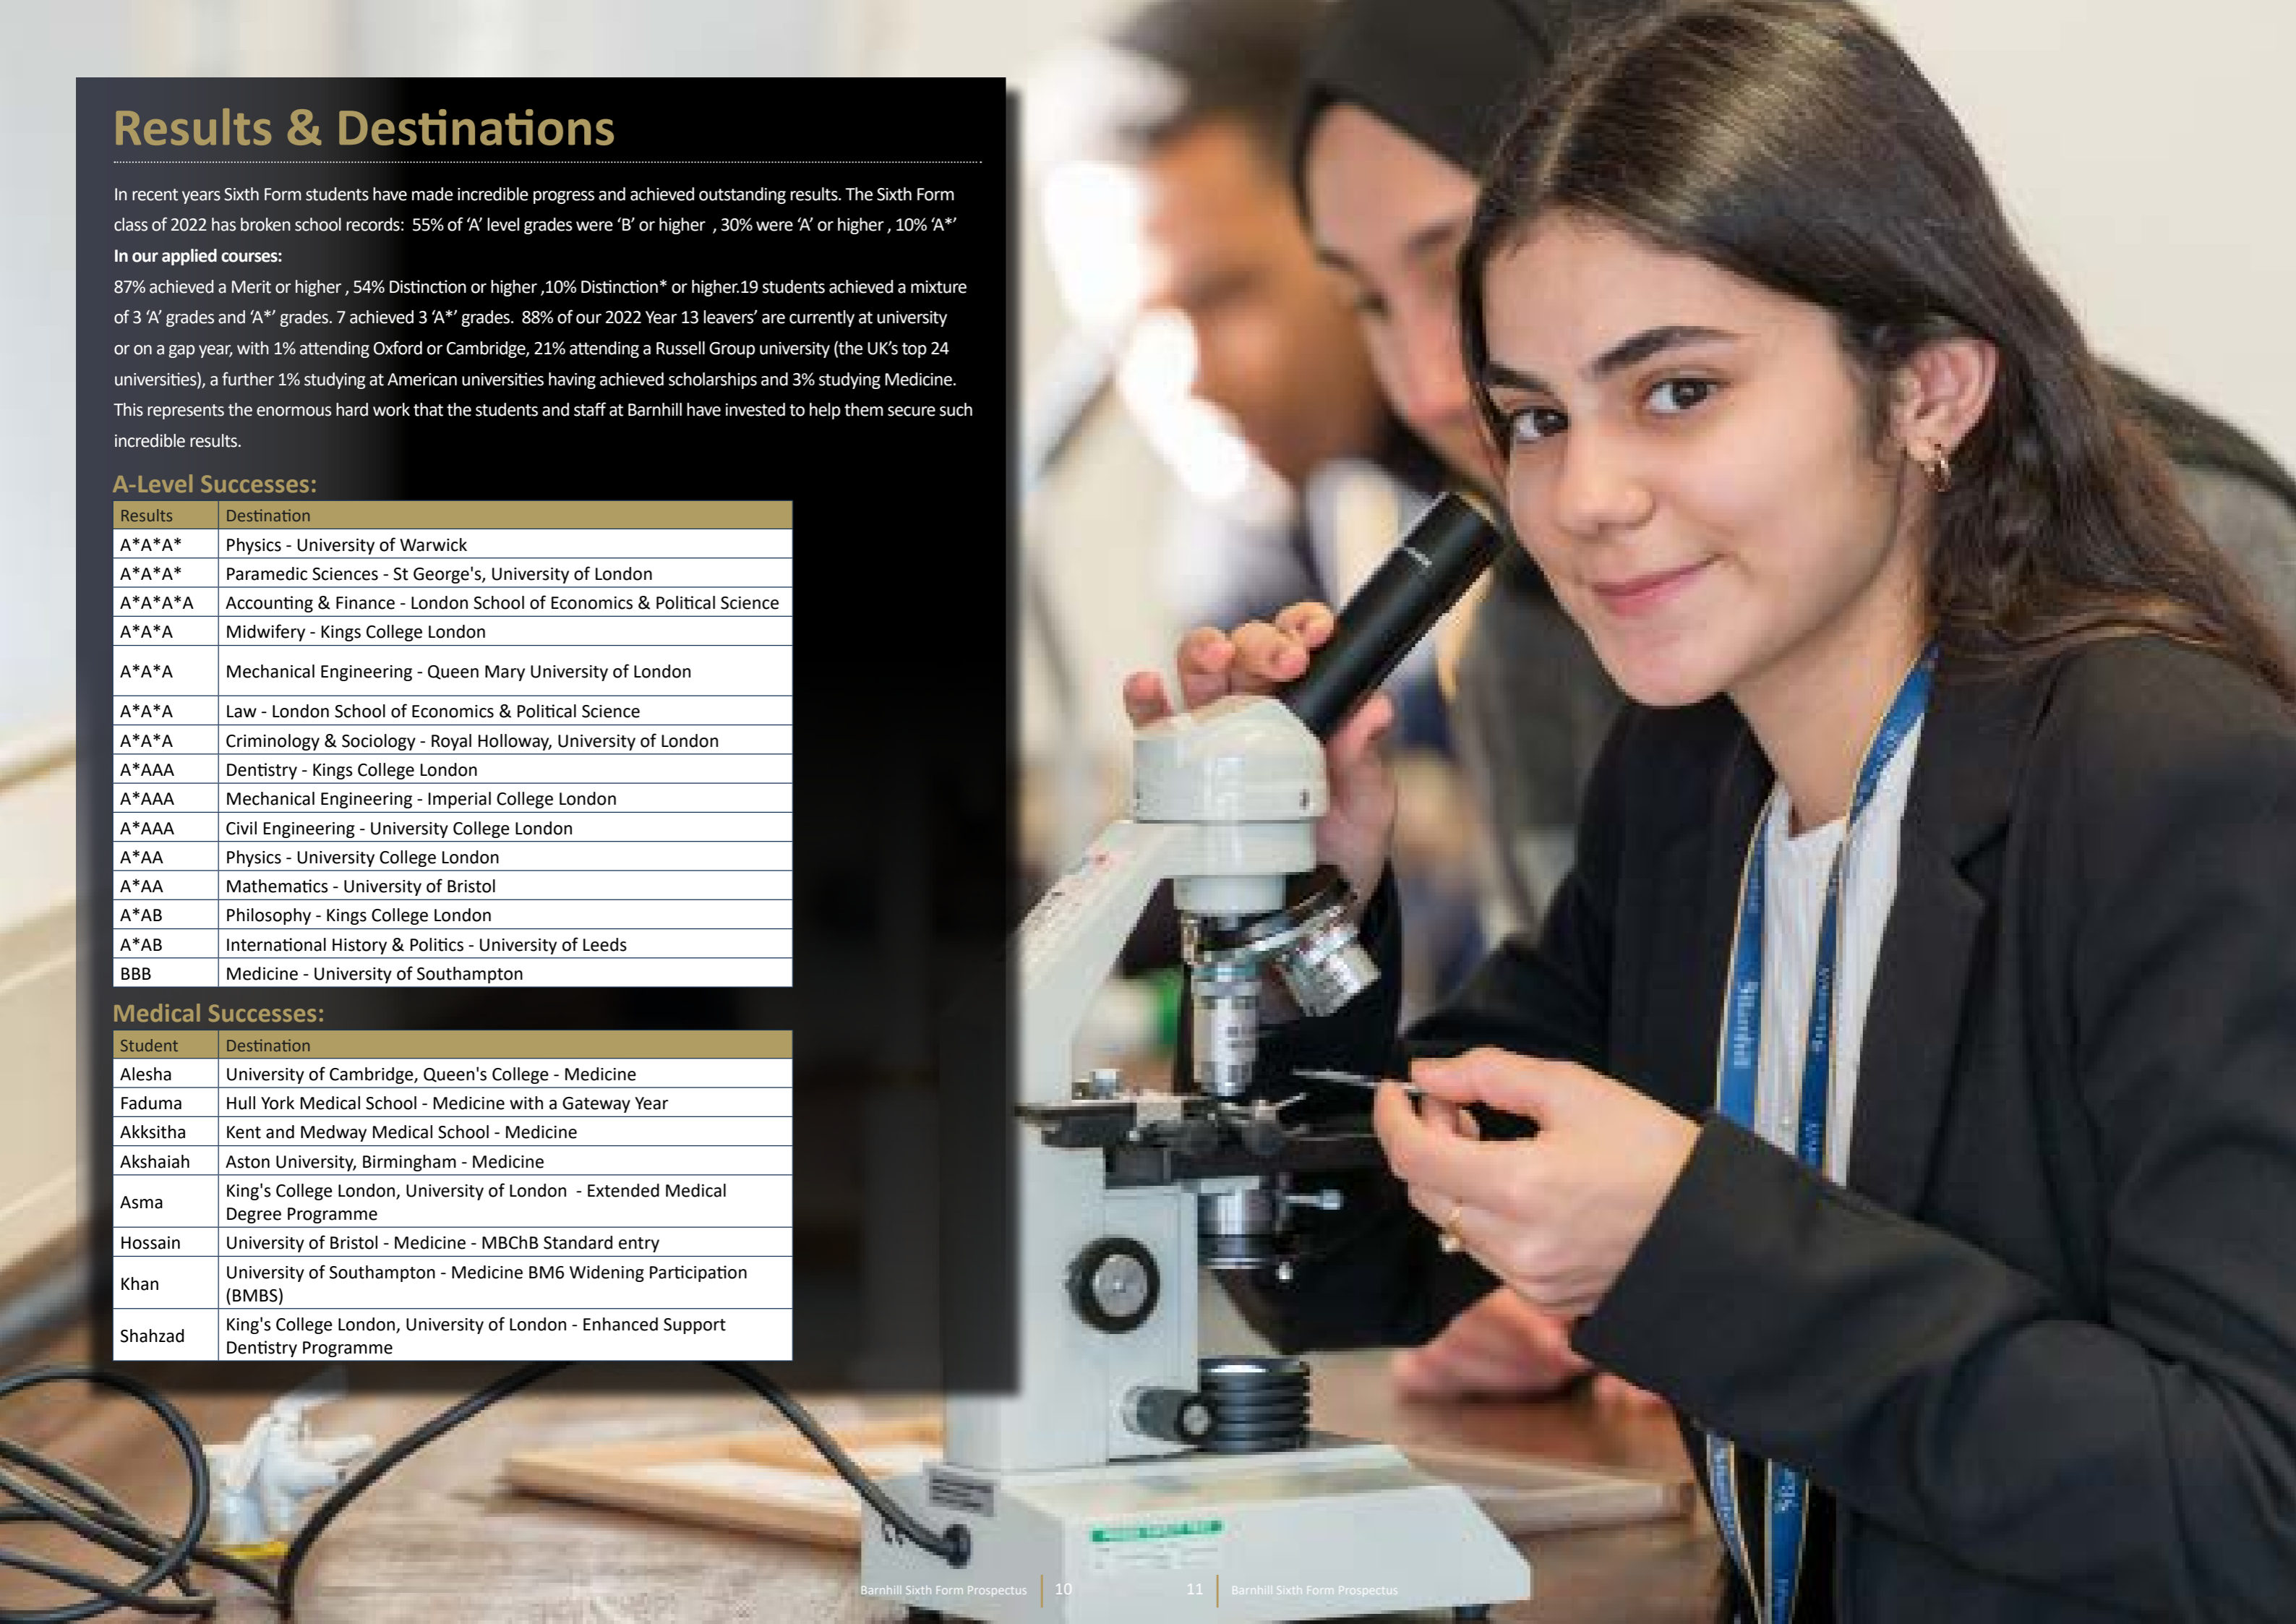 Results & Destinations
In recent years Sixth Form students have made incredible progress and achieved outstanding results. The Sixth Form
class of 2022 has broken school records:  55% of ‘A’ level grades were ‘B’ or higher  , 30% were ‘A’ or higher , 10% ‘A*’
In our applied courses:
87% achieved a Merit or higher , 54% Distinction or higher ,10% Distinction* or higher.19 students achieved a mixture
of 3 ‘A’ grades and ‘A*’ grades. 7 achieved 3 ‘A*’ grades.  88% of our 2022 Year 13 leavers’ are currently at university
or on a gap year, with 1% attending Oxford or Cambridge, 21% attending a Russell Group university (the UK’s top 24
universities), a further 1% studying at American universities having achieved scholarships and 3% studying Medicine.
This represents the enormous hard work that the students and staff at Barnhill have invested to help them secure such
incredible results.
A-Level Successes:
Results Destination
A*A*A* Physics - University of Warwick
A*A*A* Paramedic Sciences - St George's, University of London
A*A*A*A Accounting & Finance - London School of Economics & Political Science
A*A*A Midwifery - Kings College London
A*A*A Mechanical Engineering - Queen Mary University of London
A*A*A Law - London School of Economics & Political Science
A*A*A Criminology & Sociology - Royal Holloway, University of London
A*AAA Dentistry - Kings College London
A*AAA Mechanical Engineering - Imperial College London
A*AAA Civil Engineering - University College London
A*AA Physics - University College London
A*AA Mathematics - University of Bristol
A*AB Philosophy - Kings College London
A*AB International History & Politics - University of Leeds
BBB Medicine - University of Southampton
Medical Successes:
Student Destination
Alesha University of Cambridge, Queen's College - Medicine
Faduma Hull York Medical School - Medicine with a Gateway Year
Akksitha Kent and Medway Medical School - Medicine
Akshaiah Aston University, Birmingham - Medicine
Asma King's College London, University of London  - Extended Medical
Degree Programme
Hossain University of Bristol - Medicine - MBChB Standard entry
Khan University of Southampton - Medicine BM6 Widening Participation
(BMBS)
Shahzad King's College London, University of London - Enhanced Support
Dentistry Programme
Barnhill Sixth Form Prospectus 10
11 Barnhill Sixth Form Prospectus